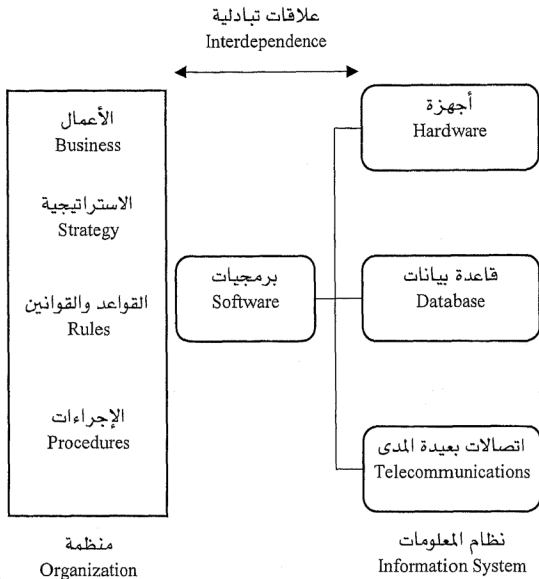 علاقات تبادلية
Interdependence
الأعمال
Business
الاستراتيجية
Strategy
القواعد والقوانين
Rules
الإجراءات
Procedures
منظمة
Organization
برمجيات
Software
أجهزة
Hardware
قاعدة بيانات
Database
اتصالات بعيدة المدى
Telecommunications
نظام المعلومات
Information System